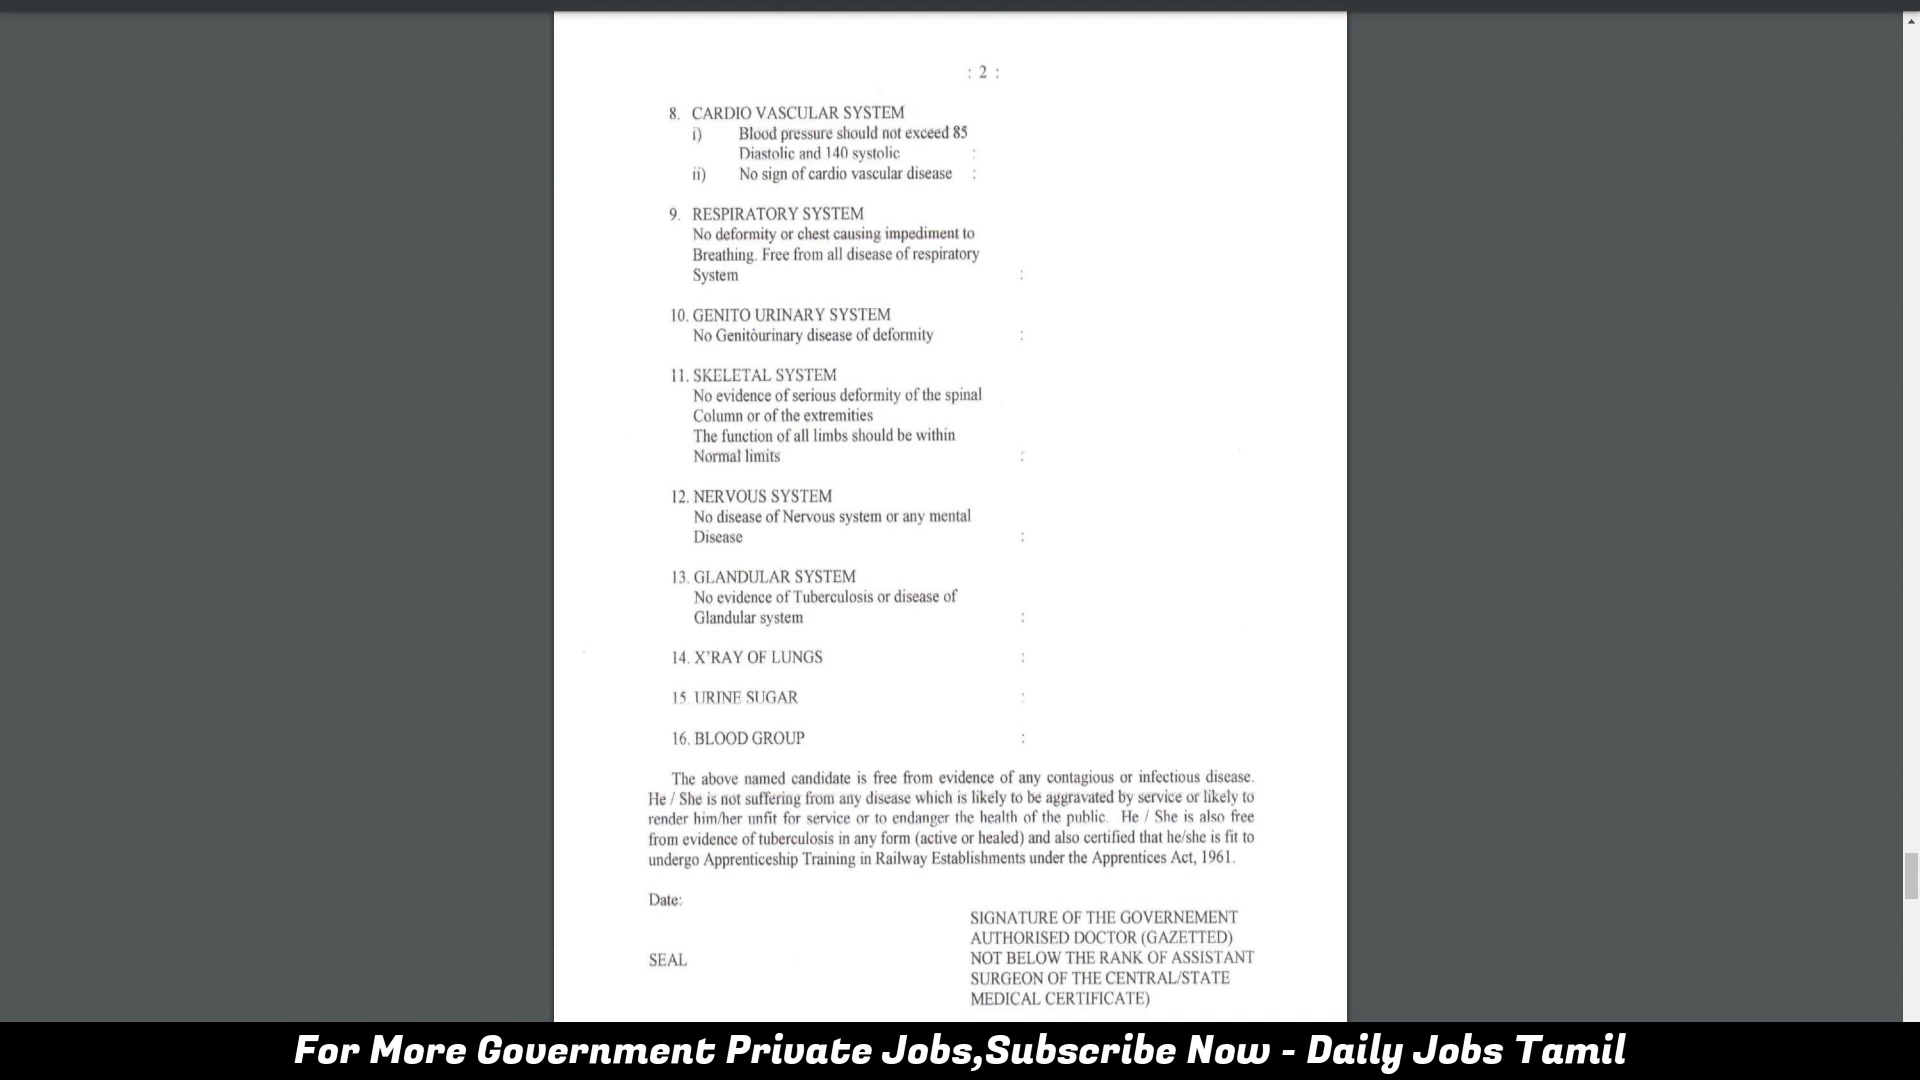 : 2 :
8. CARDIO VASCULAR SYSTEM
i) Blood pressure should not exceed 85
Diastolic and 140 systolic :
ii) No sign of cardio vascular disease :
9. RESPIRATORY SYSTEM
No deformity or chest causing impediment to
Breathing. Free from all disease of respiratory
System :
10. GENITO URINARY SYSTEM
No Genitourinary disease of deformity :
11. SKELETAL SYSTEM
No evidence of serious deformity of the spinal
Column or of the extremities
The function of all limbs should be within
Normal limits :
12. NERVOUS SYSTEM
No disease of Nervous system or any mental
Disease :
13. GLANDULAR SYSTEM
No evidence of Tuberculosis or disease of
Glandular system :
14. X'RAY OF LUNGS :
15 URINE SUGAR :
16. BLOOD GROUP :
The above named candidate is free from evidence of any contagious or infectious disease.
He / She is not suffering from any disease which is likely to be aggravated by service or likely to
render him/her unfit for service or to endanger the health of the public. He / She is also free
from evidence of tuberculosis in any form (active or healed) and also certified that he/she is fit to
undergo Apprenticeship Training in Railway Establishments under the Apprentices Act, 1961.
Date:
SIGNATURE OF THE GOVERNEMENT
AUTHORISED DOCTOR (GAZETTED)
SEAL NOT BELOW THE RANK OF ASSISTANT
SURGEON OF THE CENTRAL/STATE
MEDICAL CERTIFICATE)
For More Government Private Jobs,Subscribe Now - Daily Jobs Tamil